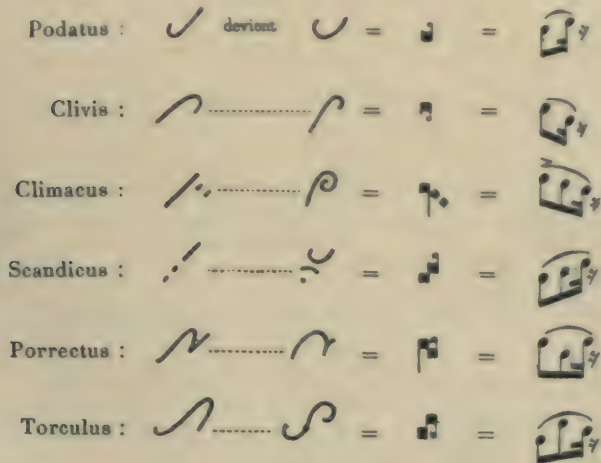 Podatus : devient = =
Clivis : = =
Climacus : = =
Scandicus : = =
Porrectus : = =
Torculus : = =